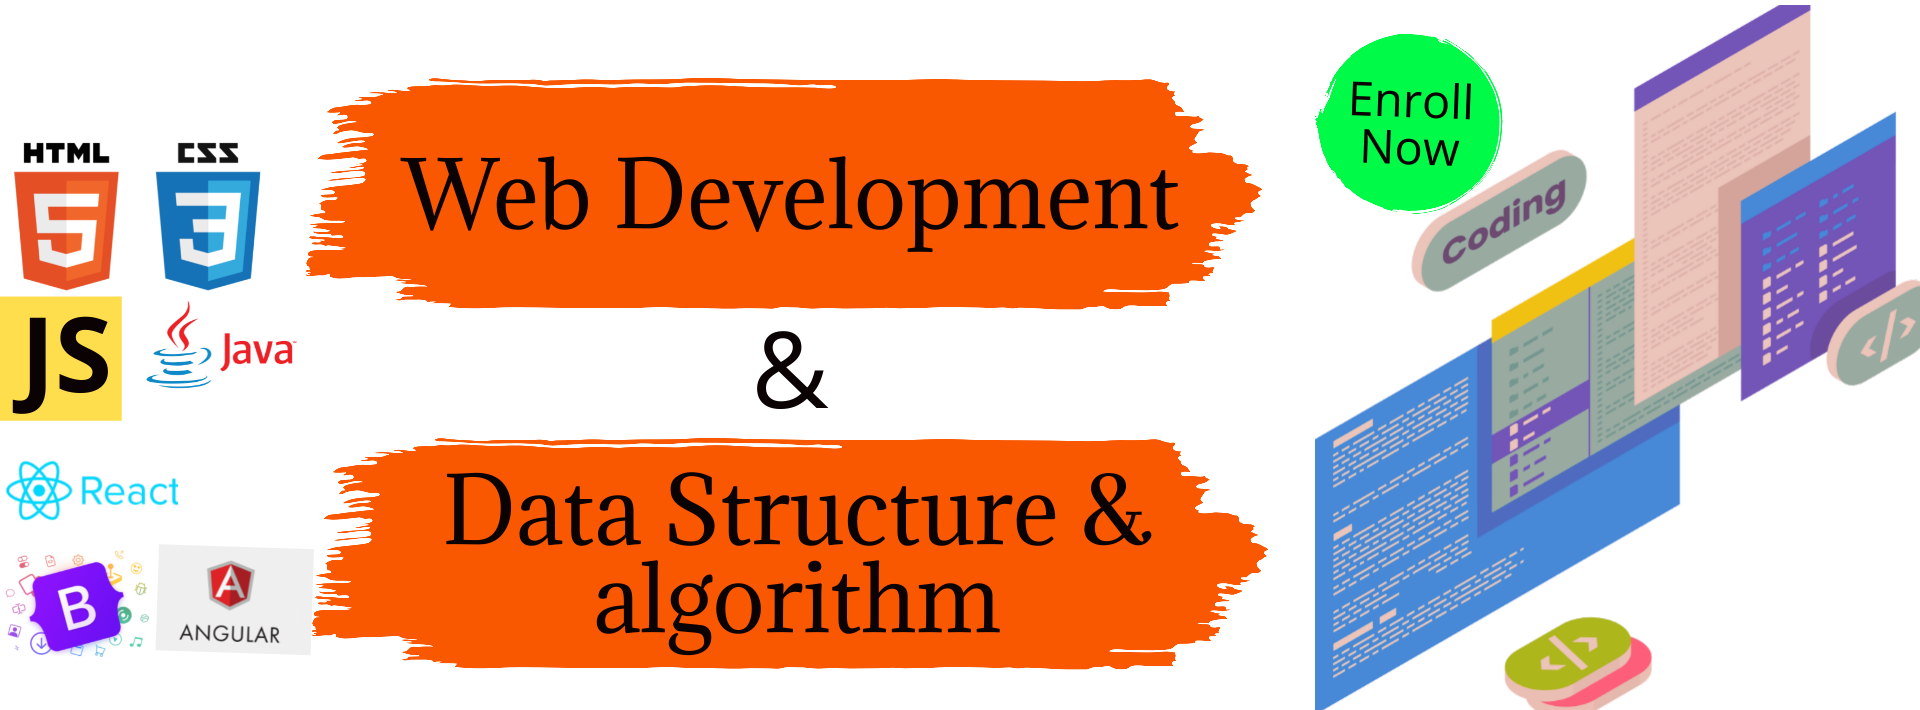 HTML
CSS
5
3
JS
Java
React
B
A
ANGULAR
Web Development
&
Data Structure &
algorithm
Enroll
Now
Coding
</>
</>